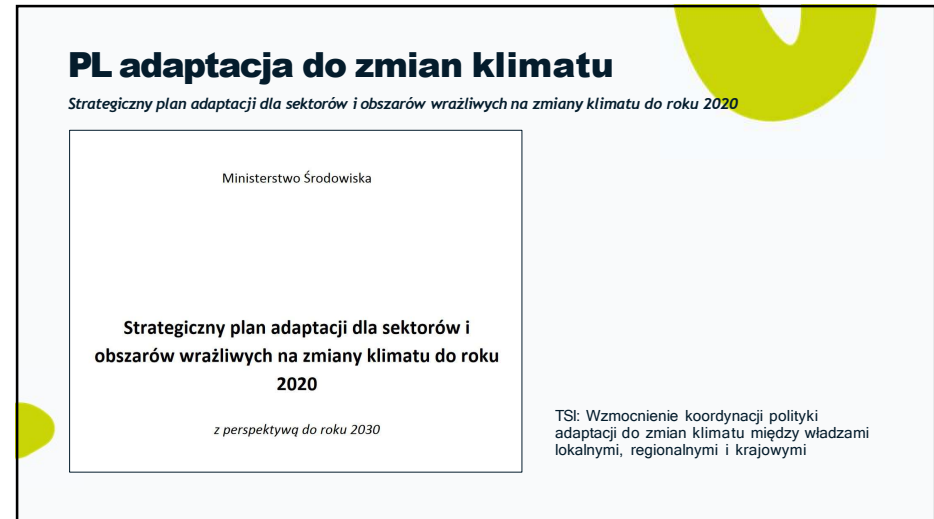 PL adaptacja do zmian klimatu
Strategiczny plan adaptacji dla sektorów i obszarów wrażliwych na zmiany klimatu do roku 2020
Ministerstwo Środowiska
Strategiczny plan adaptacji dla sektorów i
obszarów wrażliwych na zmiany klimatu do roku
2020
z perspektywą do roku 2030
TSI: Wzmocnienie koordynacji polityki
adaptacji do zmian klimatu między władzami
lokalnymi, regionalnymi i krajowymi